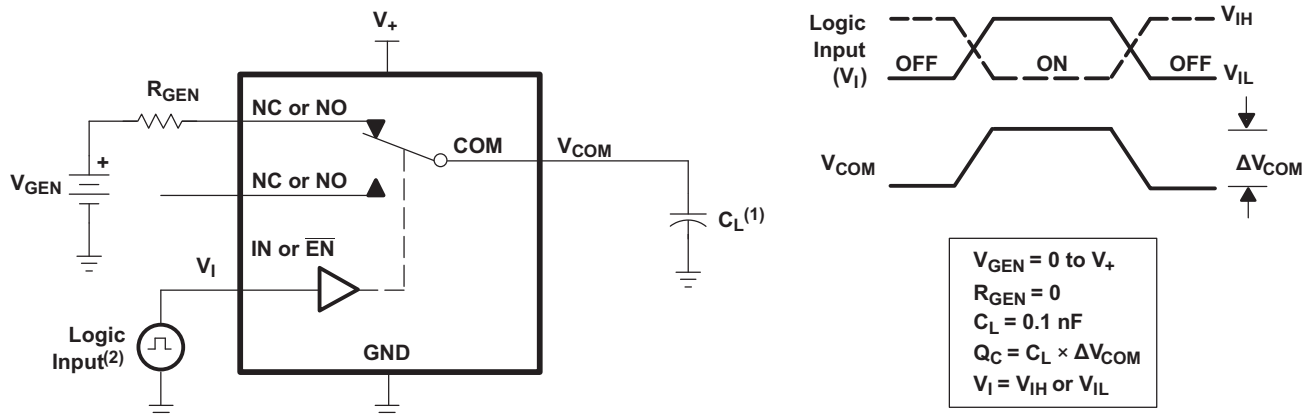 V+
RGEN
NC or NO
COM
VCOM
VGEN
+
NC or NO
CL(1)
IN or E̅N̅
VI
Logic
Input(2)
GND
Logic
Input
(VI)
VIH
OFF
ON
OFF
VIL
VCOM
ΔVCOM
VGEN = 0 to V+
RGEN = 0
CL = 0.1 nF
QC = CL × ΔVCOM
VI = VIH or VIL